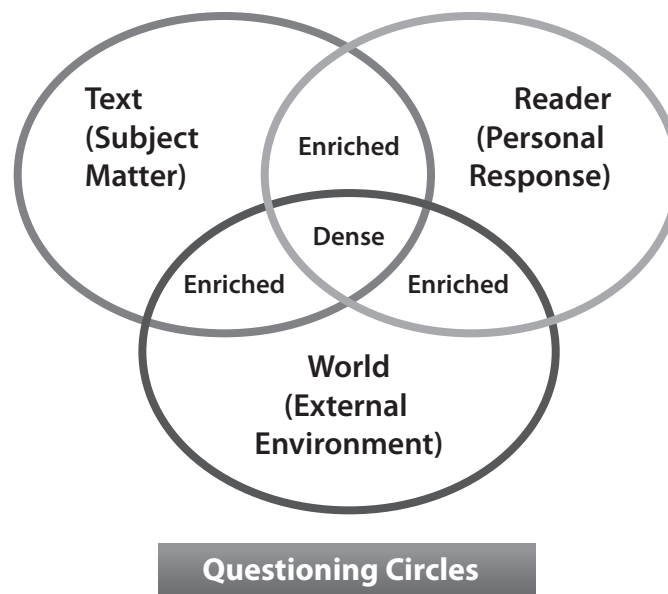 Text
(Subject
Matter)
Reader
(Personal
Response)
Enriched
Dense
Enriched
Enriched
World
(External
Environment)
Questioning Circles